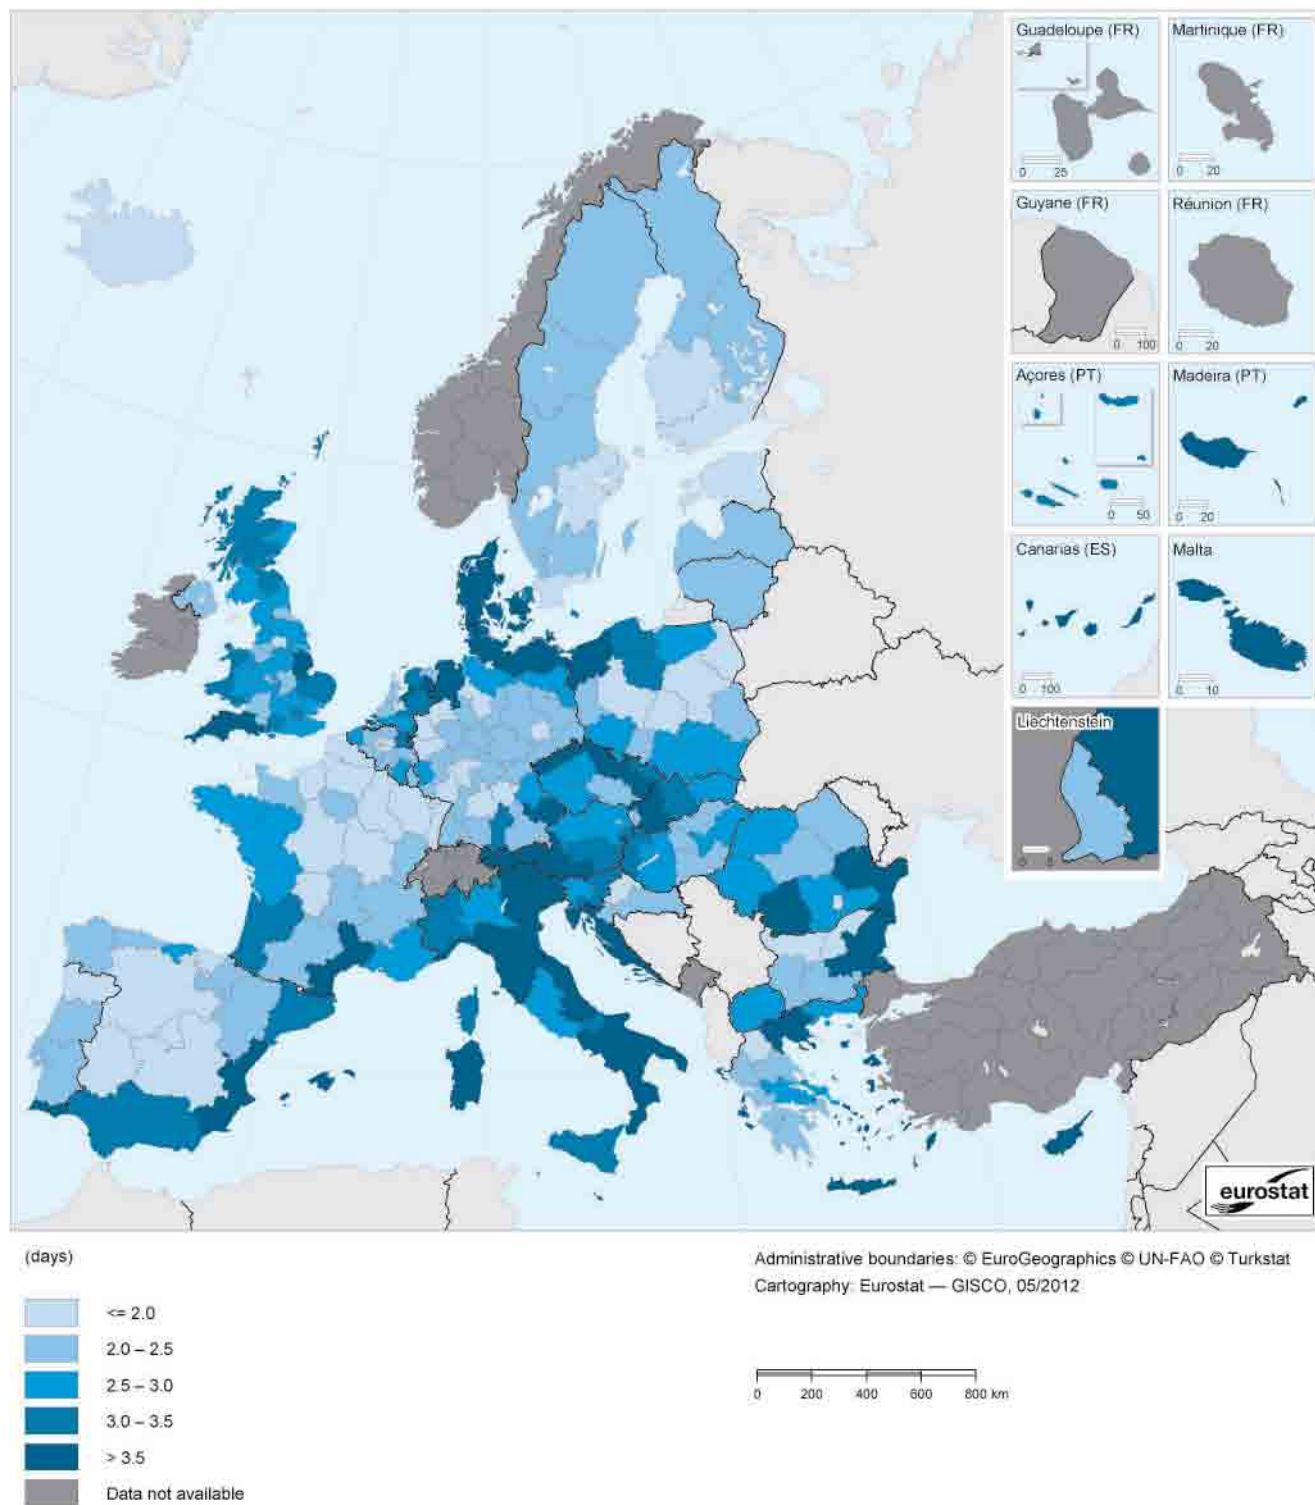 Guadeloupe (FR)
0 25
Martinique (FR)
0 20
Guyane (FR)
0 100
Réunion (FR)
0 20
Açores (PT)
0 50
Madeira (PT)
0 20
Canarias (ES)
0 100
Malta
0 10
Liechtenstein
0
eurostat
(days)
<= 2.0
2.0 – 2.5
2.5 – 3.0
3.0 – 3.5
> 3.5
Data not available
Administrative boundaries: © EuroGeographics © UN-FAO © Turkstat
Cartography: Eurostat — GISCO, 05/2012
0 200 400 600 800 km